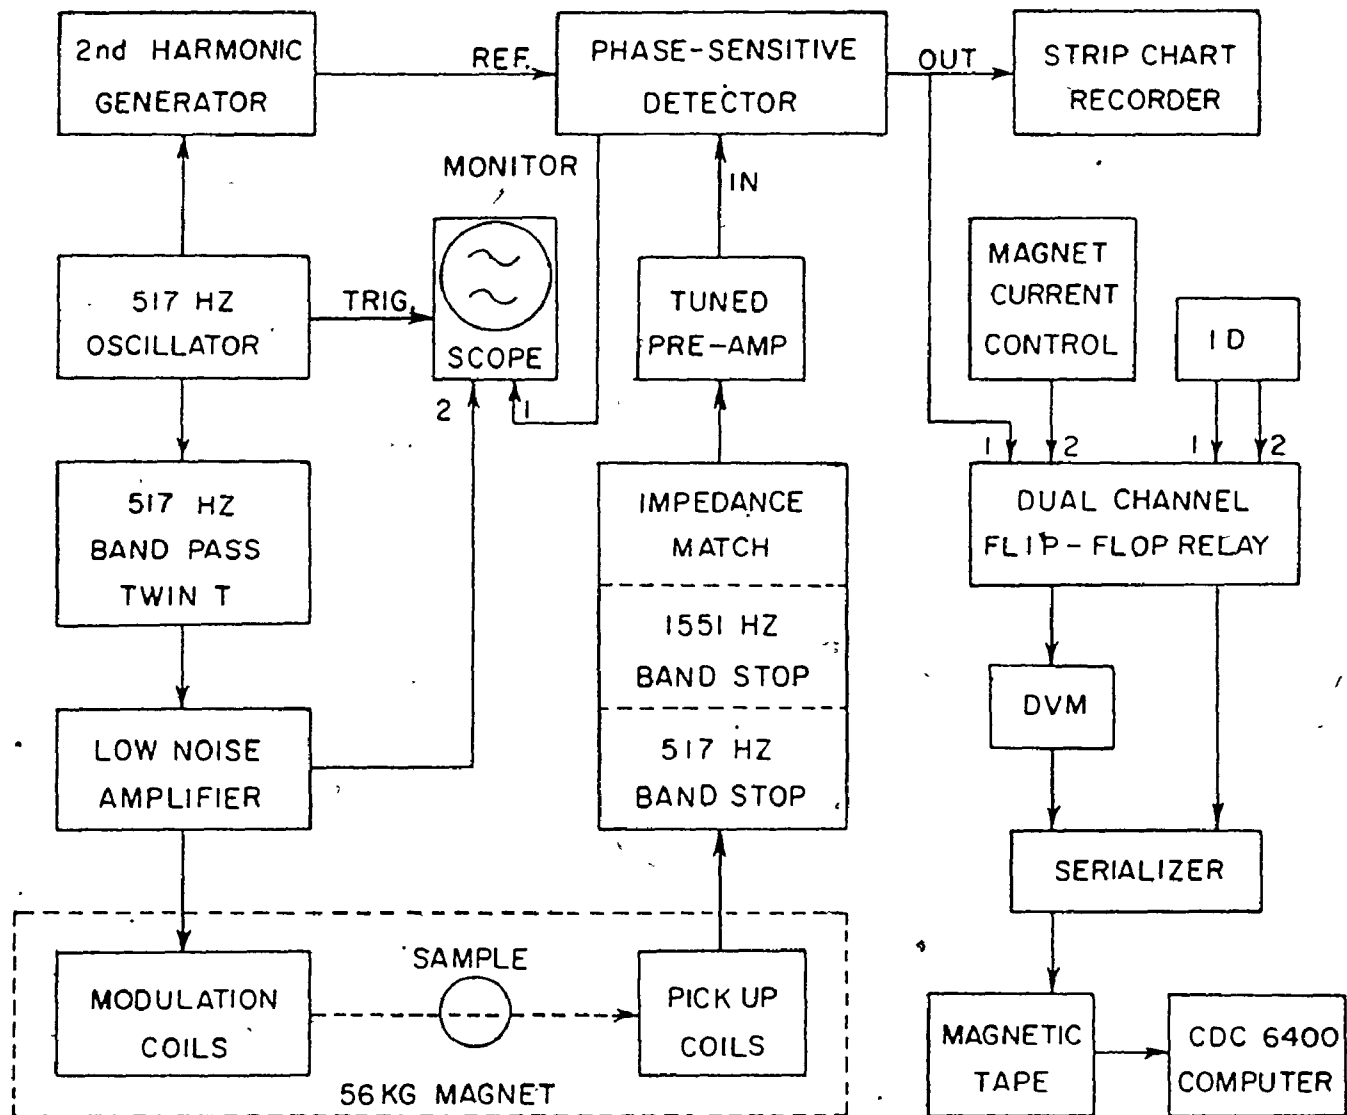 2nd HARMONIC
GENERATOR
REF.
PHASE-SENSITIVE
DETECTOR
OUT
STRIP CHART
RECORDER
MONITOR
IN
517 HZ
OSCILLATOR
TRIG.
SCOPE
2
1
TUNED
PRE-AMP
MAGNET
CURRENT
CONTROL
ID
1
2
1
2
517 HZ
BAND PASS
TWIN T
IMPEDANCE
MATCH
1551 HZ
BAND STOP
517 HZ
BAND STOP
DUAL CHANNEL
FLIP-FLOP RELAY
DVM
LOW NOISE
AMPLIFIER
SERIALIZER
MODULATION
COILS
SAMPLE
PICK UP
COILS
56KG MAGNET
MAGNETIC
TAPE
CDC 6400
COMPUTER